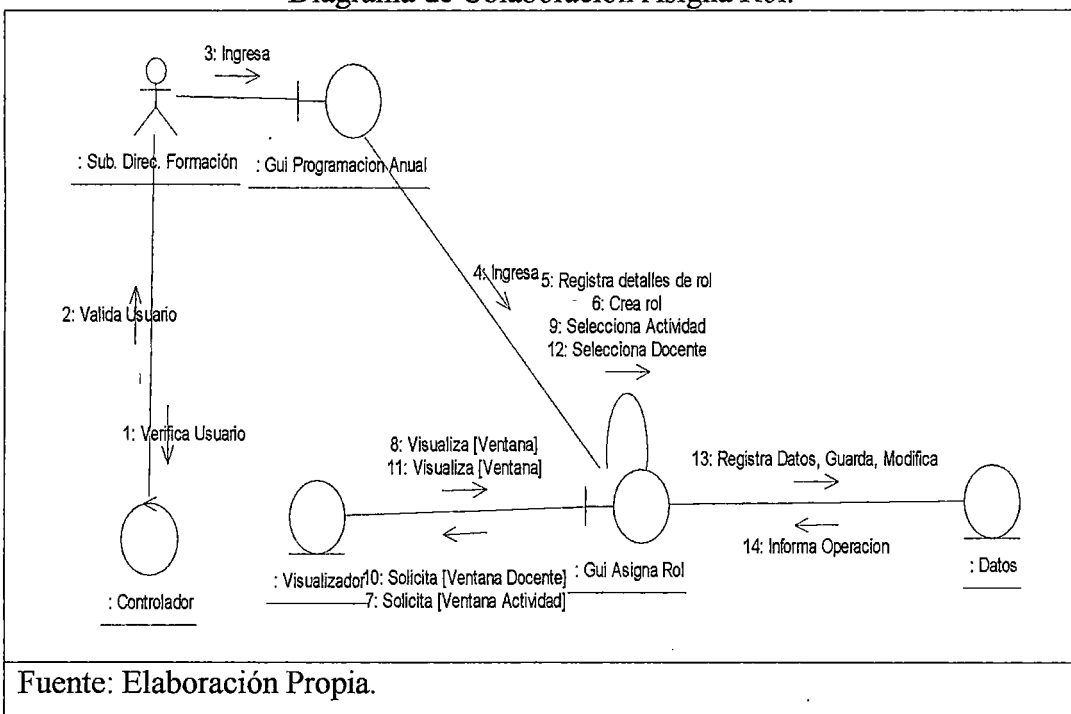 Diagrama de Colaboración Asigna Rol.
3: Ingresa
: Sub. Direc. Formación
: Gui Programacion Anual
4: Ingresa
5: Registra detalles de rol
6: Crea rol
9: Selecciona Actividad
12: Selecciona Docente
2: Valida Usuario
1: Verifica Usuario
8: Visualiza [Ventana]
11: Visualiza [Ventana]
13: Registra Datos, Guarda, Modifica
14: Informa Operacion
: Visualizador
10: Solicita [Ventana Docente]
7: Solicita [Ventana Actividad]
: Gui Asigna Rol
: Datos
: Controlador
Fuente: Elaboración Propia.